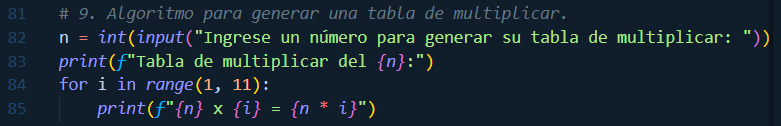 81 # 9. Algoritmo para generar una tabla de multiplicar.
82 n = int(input("Ingrese un número para generar su tabla de multiplicar: "))
83 print(f"Tabla de multiplicar del {n}:")
84 for i in range(1, 11):
85     print(f"{n} x {i} = {n * i}")